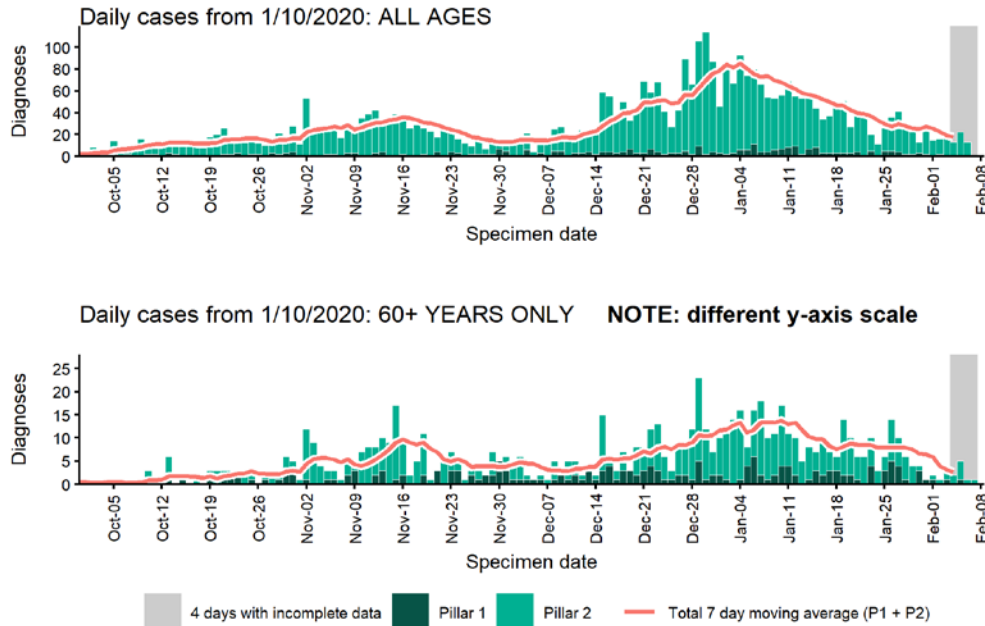 Daily cases from 1/10/2020: ALL AGES
Diagnoses
100
80
60
40
20
0
Oct-05
Oct-12
Oct-19
Oct-26
Nov-02
Nov-09
Nov-16
Nov-23
Nov-30
Dec-07
Dec-14
Dec-21
Dec-28
Jan-04
Jan-11
Jan-18
Jan-25
Feb-01
Feb-08
Specimen date
Daily cases from 1/10/2020: 60+ YEARS ONLY NOTE: different y-axis scale
Diagnoses
25
20
15
10
5
0
Oct-05
Oct-12
Oct-19
Oct-26
Nov-02
Nov-09
Nov-16
Nov-23
Nov-30
Dec-07
Dec-14
Dec-21
Dec-28
Jan-04
Jan-11
Jan-18
Jan-25
Feb-01
Feb-08
Specimen date
4 days with incomplete data Pillar 1 Pillar 2 Total 7 day moving average (P1 + P2)